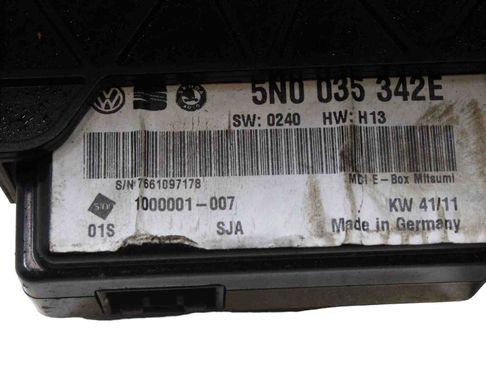 5N0 035 342E
SW: 0240 HW: H13
S/N 7661097178 MDI E-Box Mitsumi
1000001-007 KW 41/11
01S SJA Made in Germany